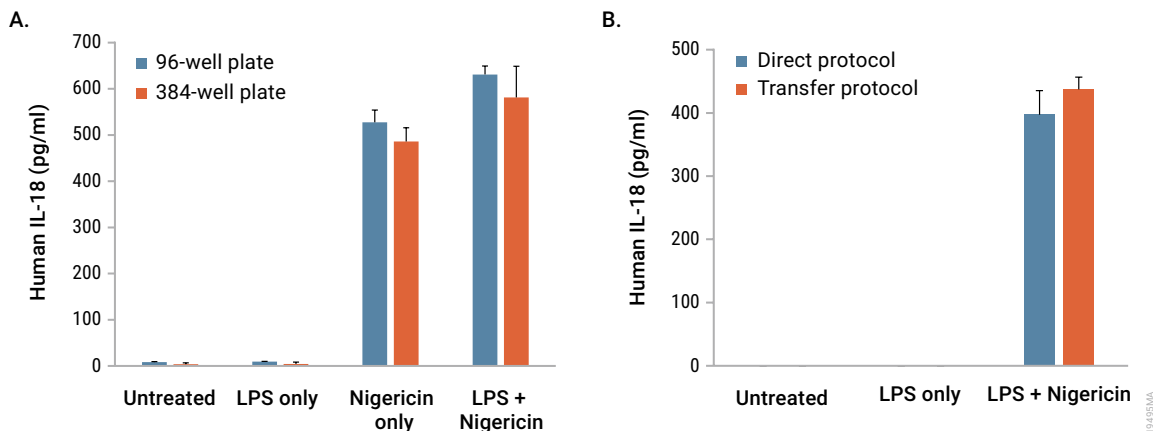 A.
Human IL-18 (pg/ml)
700
600
500
400
300
200
100
0
96-well plate
384-well plate
Untreated
LPS only
Nigericin
only
LPS +
Nigericin
B.
Human IL-18 (pg/ml)
500
400
300
200
100
0
Direct protocol
Transfer protocol
Untreated
LPS only
LPS + Nigericin
19495MA